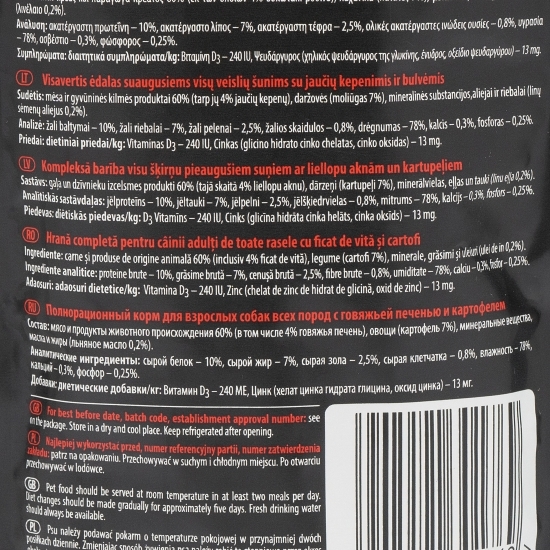 (λινέλαιο 0,2%).
Ανάλυση: ακατέργαστη πρωτεΐνη – 10%, ακατέργαστο λίπος – 7%, ακατέργαστη τέφρα – 2,5%, ολικές ακατέργαστες ινώδεις ουσίες – 0,8%, υγρασία
– 78%, ασβέστιο – 0,3%, φώσφορος – 0,25%.
Συμπληρώματα: διαιτητικά συμπληρώματα/kg: Βιταμίνη D3 – 240 IU, Ψευδάργυρος (χηλικός ψευδάργυρος της γλυκίνης, ένυδρος, οξείδιο ψευδαργύρου) – 13 mg.
LT Visavertis ėdalas suaugusiems visų veislių šunims su jaučių kepenimis ir bulvėmis
Sudėtis: mėsa ir gyvūninės kilmės produktai 60% (tarp jų 4% jaučių kepenų), daržovės (moliūgas 7%), mineralinės substancijos, aliejai ir riebalai (linų
sėmenų aliejus 0,2%).
Analizė: žali baltymai – 10%, žali riebalai – 7%, žali pelenai – 2,5%, žalios skaidulos – 0,8%, drėgnumas – 78%, kalcis – 0,3%, fosforas – 0,25%.
Priedai: dietiniai priedai/kg: Vitaminas D3 – 240 IU, Cinkas (glicino hidrato cinko chelatas, cinko oksidas) – 13 mg.
LV Kompleksā barība visu šķirņu pieaugušiem suņiem ar liellopu aknām un kartupeļiem
Sastāvs: gaļa un dzīvnieku izcelsmes produkti 60% (tajā skaitā 4% liellopu aknu), dārzeņi (kartupeļi 7%), minerālvielas, eļļas un tauki (linu eļļa 0,2%).
Analītiskās sastāvdaļas: jēlproteīns – 10%, jēltauki – 7%, jēlpelni – 2,5%, jēlšķiedrvielas – 0,8%, mitrums – 78%, kalcijs – 0,3%, fosfors – 0,25%.
Piedevas: diētiskās piedevas/kg: D3 Vitamīns – 240 IU, Cinks (glicīna hidrāta cinka helāts, cinka oksīds) – 13 mg.
RO Hrană completă pentru câinii adulți de toate rasele cu ficat de vită și cartofi
Ingrediente: carne și produse de origine animală 60% (inclusiv 4% ficat de vită), legume (cartof 7%), minerale, grăsimi și uleiuri (ulei de in 0,2%).
Ingrediente analitice: proteine brute – 10%, grăsime brută – 7%, cenușă brută – 2,5%, fibre brute – 0,8%, umiditate – 78%, calciu – 0,3%, fosfor – 0,25%.
Adaosuri: adaosuri dietetice/kg: Vitamina D3 – 240 IU, Zinc (chelat de zinc de hidrat de glicină, oxid de zinc) – 13 mg.
RU Полнорационный корм для взрослых собак всех пород с говяжьей печенью и картофелем
Состав: мясо и продукты животного происхождения 60% (в том числе 4% говяжья печень), овощи (картофель 7%), минеральные вещества,
масла и жиры (льняное масло 0,2%).
Аналитические ингредиенты: сырой белок – 10%, сырой жир – 7%, сырая зола – 2,5%, сырая клетчатка – 0,8%, влажность – 78%,
кальций – 0,3%, фосфор – 0,25%.
Добавки: диетические добавки/кг: Витамин D3 – 240 МЕ, Цинк (хелат цинка гидрата глицина, оксид цинка) – 13 мг.
GB For best before date, batch code, establishment approval number: see
on the package. Store in a dry and cool place. Keep refrigerated after opening.
PL Najlepiej wykorzystać przed, numer referencyjny partii, numer zatwierdzenia
zakładu: patrz na opakowaniu. Przechowywać w suchym i chłodnym miejscu. Po otwarciu
przechowywać w lodówce.
GB Pet food should be served at room temperature in at least two meals per day.
Diet changes should be made gradually for approximately five days. Fresh drinking water
should always be available.
PL Psu należy podawać pokarm o temperaturze pokojowej w przynajmniej dwóch
posiłkach dziennie.